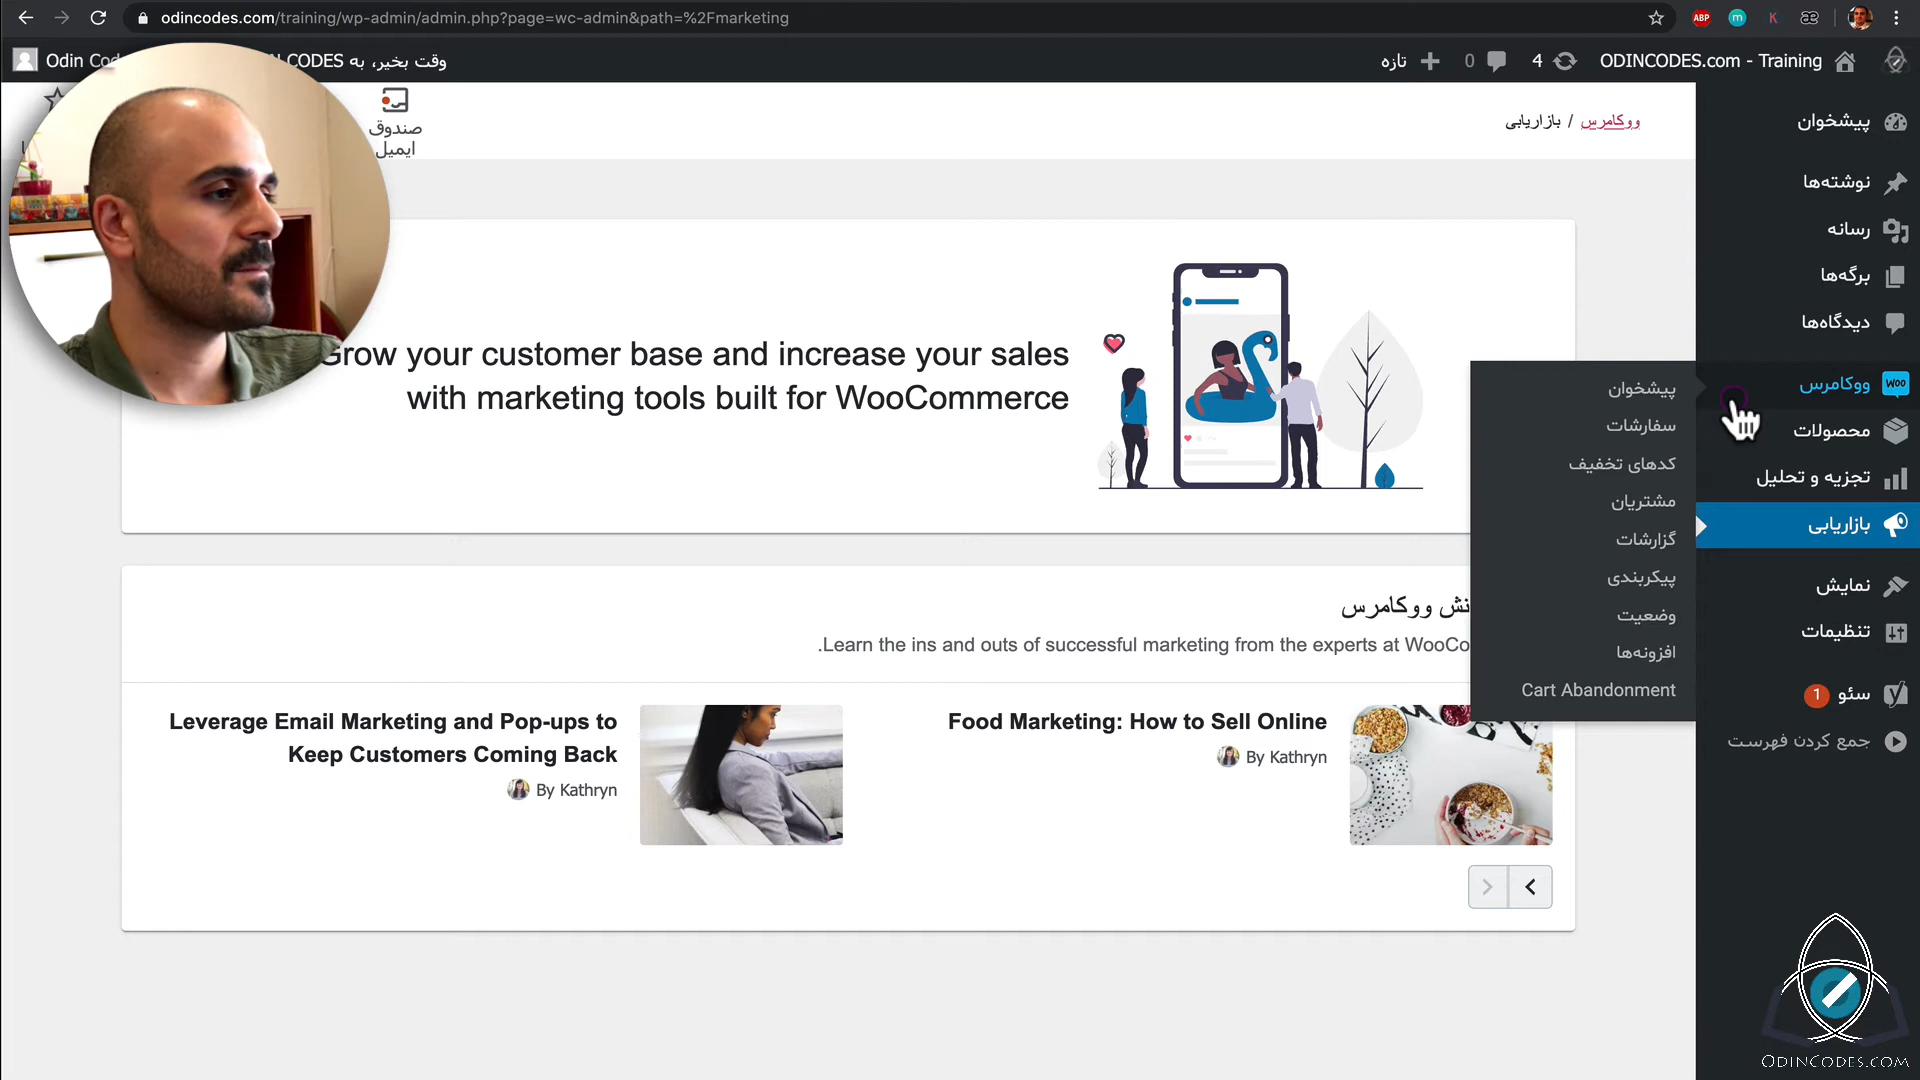 odincodes.com/training/wp-admin/admin.php?page=wc-admin&path=%2Fmarketing
ABP
m
K
æ
ODINCODES.com - Training
4
0
تازه
وقت بخیر، به
CODES
صندوق
ایمیل
ووکامرس / بازاریابی
Grow your customer base and increase your sales
with marketing tools built for WooCommerce
ووکامرس
Learn the ins and outs of successful marketing from the experts at
Food Marketing: How to Sell Online
By Kathryn
Leverage Email Marketing and Pop-ups to
Keep Customers Coming Back
By Kathryn
پیشخوان
نوشته‌ها
رسانه
برگه‌ها
دیدگاه‌ها
ووکامرس
WOO
پیشخوان
سفارشات
کدهای تخفیف
مشتریان
گزارشات
پیکربندی
وضعیت
افزونه‌ها
Cart Abandonment
محصولات
تجزیه و تحلیل
بازاریابی
نمایش
تنظیمات
سئو 1
جمع کردن فهرست
ODINCODES.COM